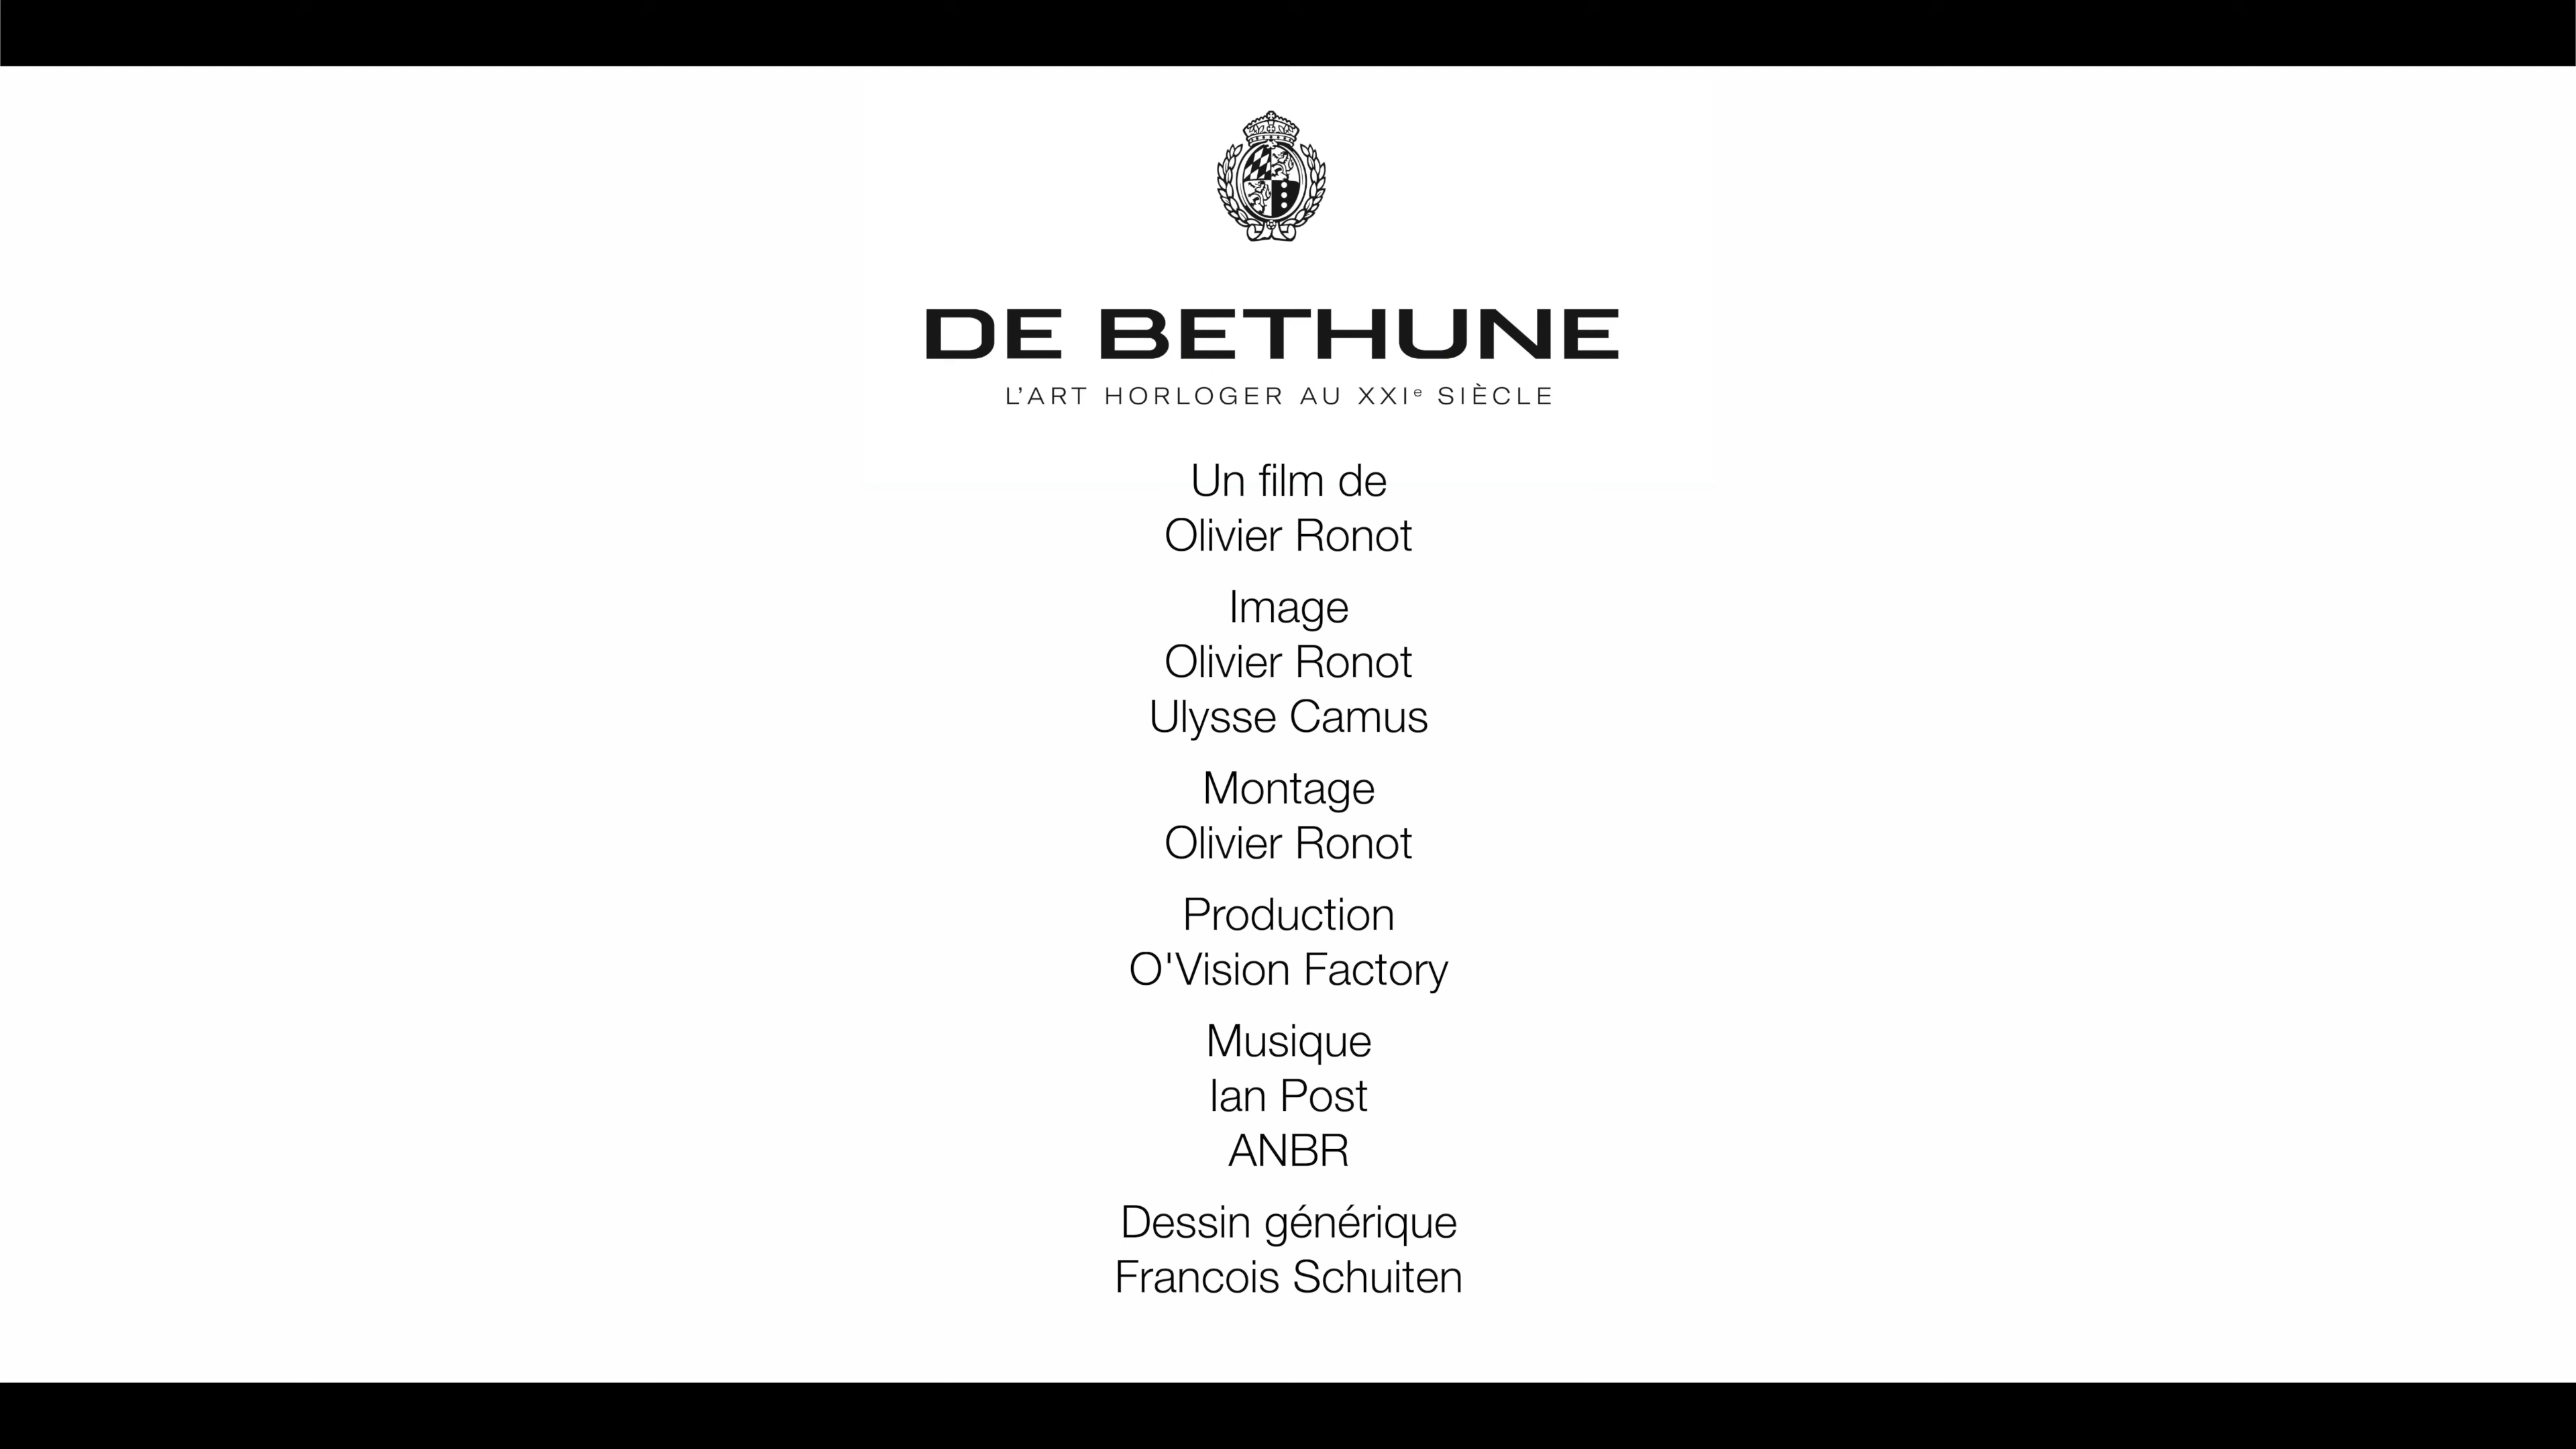 DE BETHUNE
L'ART HORLOGER AU XXIe SIÈCLE
Un film de
Olivier Ronot
Image
Olivier Ronot
Ulysse Camus
Montage
Olivier Ronot
Production
O'Vision Factory
Musique
Ian Post
ANBR
Dessin générique
Francois Schuiten